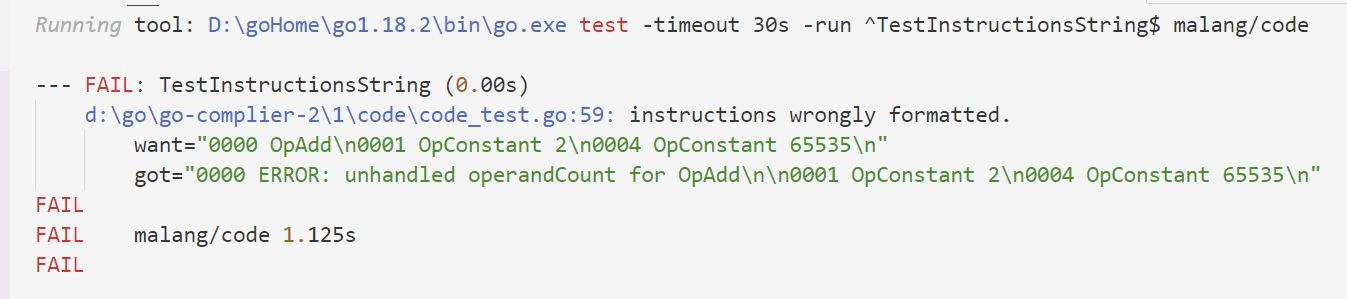 Running tool: D:\goHome\go1.18.2\bin\go.exe test -timeout 30s -run ^TestInstructionsString$ malang/code
--- FAIL: TestInstructionsString (0.00s)
d:\go\go-complier-2\1\code\code_test.go:59: instructions wrongly formatted.
want="0000 OpAdd\n0001 OpConstant 2\n0004 OpConstant 65535\n"
got="0000 ERROR: unhandled operandCount for OpAdd\n\n0001 OpConstant 2\n0004 OpConstant 65535\n"
FAIL
FAIL malang/code 1.125s
FAIL